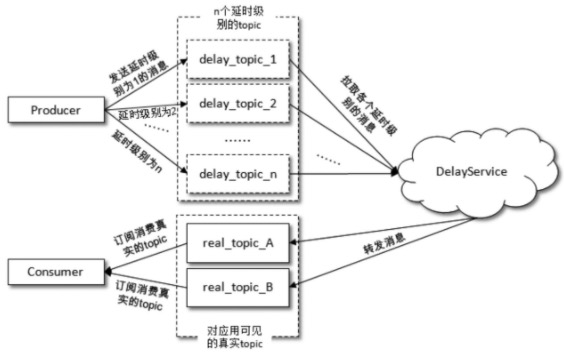 n个延时级
别的topic
发送延时级
别为1的消息
delay_topic_1
Producer
延时级别为2
delay_topic_2
......
......
延时级别为n
delay_topic_n
拉取各个延时级
别的消息
......
DelayService
订阅消费真
实的topic
real_topic_A
转发消息
Consumer
订阅消费真
实的topic
real_topic_B
对应用可见
的真实topic